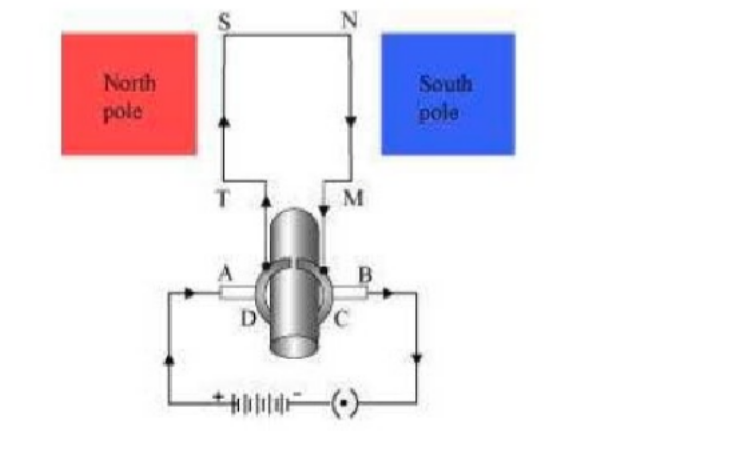 S N
North
pole
South
pole
T M
A B
D C
+ -